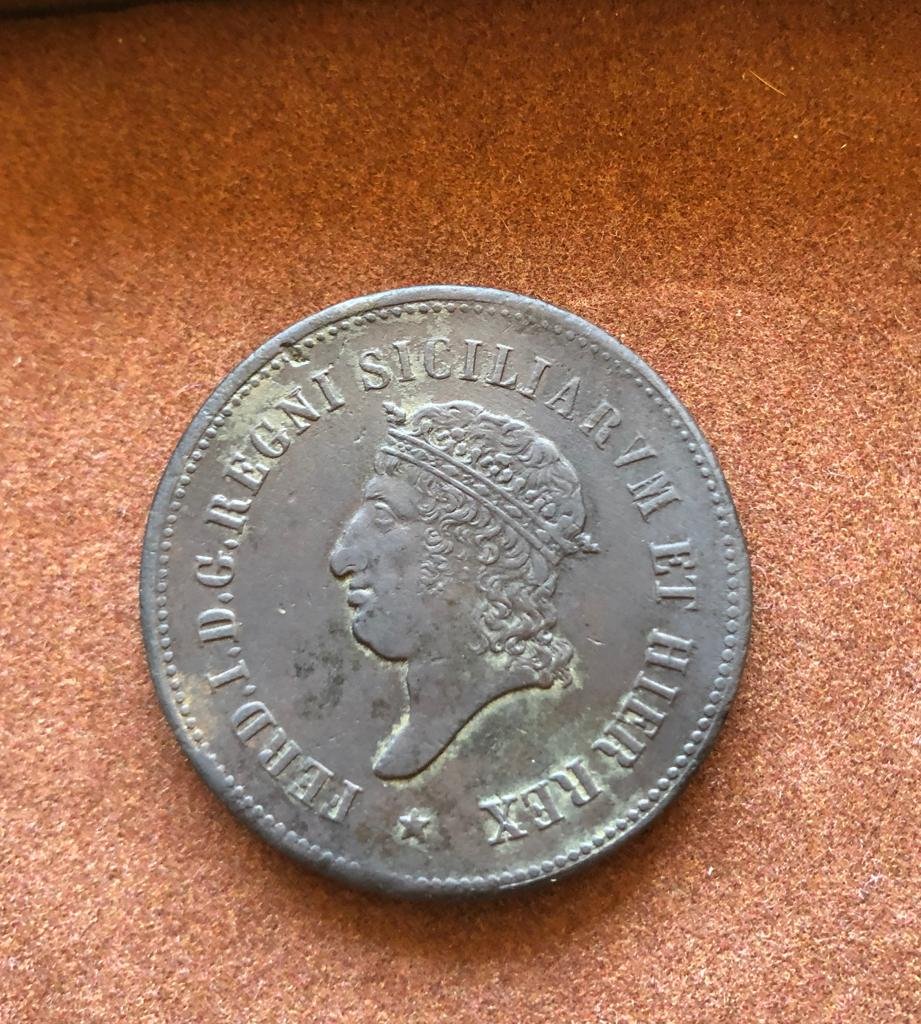 FERD. I. D. G. REGNI SICILIARVM ET HIER REX